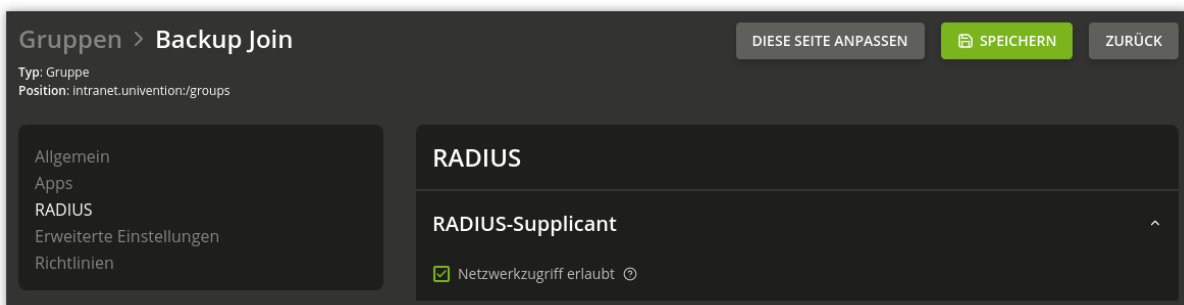 Gruppen > Backup Join
DIESE SEITE ANPASSEN
SPEICHERN
ZURÜCK
Typ: Gruppe
Position: intranet.univention:/groups
Allgemein
Apps
RADIUS
Erweiterte Einstellungen
Richtlinien
RADIUS
RADIUS-Supplicant
Netzwerkzugriff erlaubt